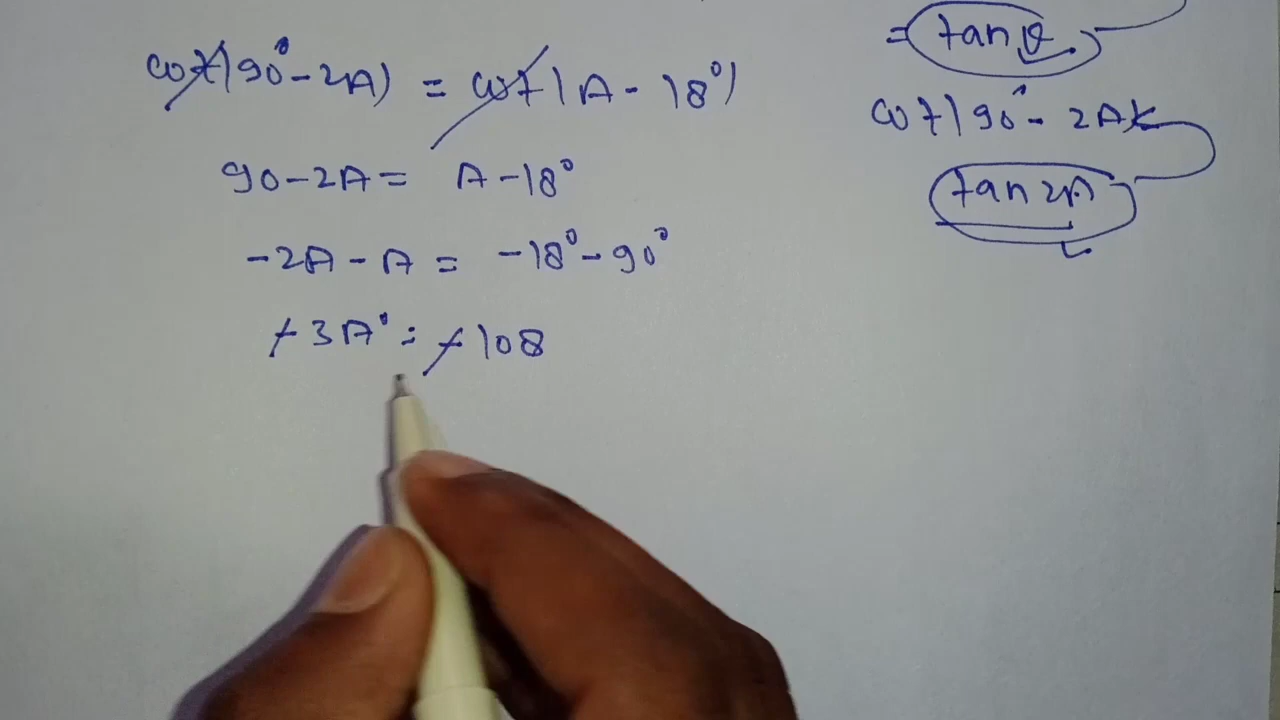 cot(90° - 2A) = cot(A - 18°)
90 - 2A = A - 18°
-2A - A = -18° - 90°
-3A° = -108
= tan θ
cot(90° - 2A)
tan 2A